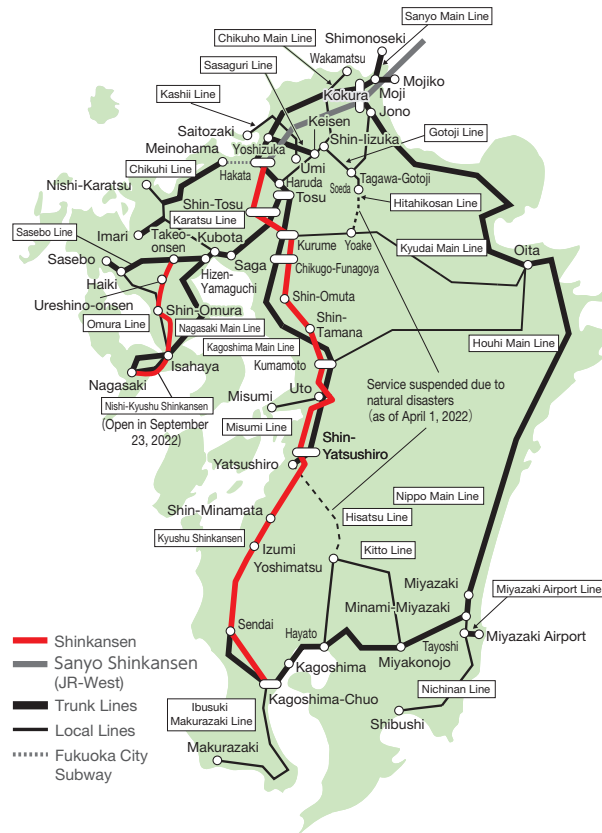 Sanyo Main Line
Chikuho Main Line
Shimonoseki
Wakamatsu
Sasaguri Line
Mojiko
Kashii Line
Kokura
Moji
Jono
Keisen
Saitozaki
Shin-Iizuka
Gotoji Line
Meinohama
Yoshizuka
Chikuhi Line
Umi
Hakata
Tagawa-Gotoji
Nishi-Karatsu
Haruda
Soeda
Shin-Tosu
Tosu
Hitahikosan Line
Karatsu Line
Imari
Takeo-
onsen
Kubota
Kurume
Yoake
Sasebo Line
Kyudai Main Line
Sasebo
Saga
Oita
Haiki
Hizen-
Yamaguchi
Chikugo-Funagoya
Ureshino-onsen
Shin-Omuta
Shin-Omura
Omura Line
Nagasaki Main Line
Shin-
Tamana
Houhi Main Line
Kagoshima Main Line
Isahaya
Kumamoto
Nagasaki
Nishi-Kyushu Shinkansen
(Open in September
23, 2022)
Uto
Misumi
Misumi Line
Service suspended due to
natural disasters
(as of April 1, 2022)
Shin-
Yatsushiro
Yatsushiro
Nippo Main Line
Shin-Minamata
Hisatsu Line
Kyushu Shinkansen
Izumi
Kitto Line
Yoshimatsu
Miyazaki
Miyazaki Airport Line
Minami-Miyazaki
Sendai
Hayato
Tayoshi
Miyazaki Airport
Miyakonojo
Kagoshima
Nichinan Line
Kagoshima-Chuo
Ibusuki
Makurazaki Line
Shibushi
Makurazaki
Shinkansen
Sanyo Shinkansen
(JR-West)
Trunk Lines
Local Lines
Fukuoka City
Subway